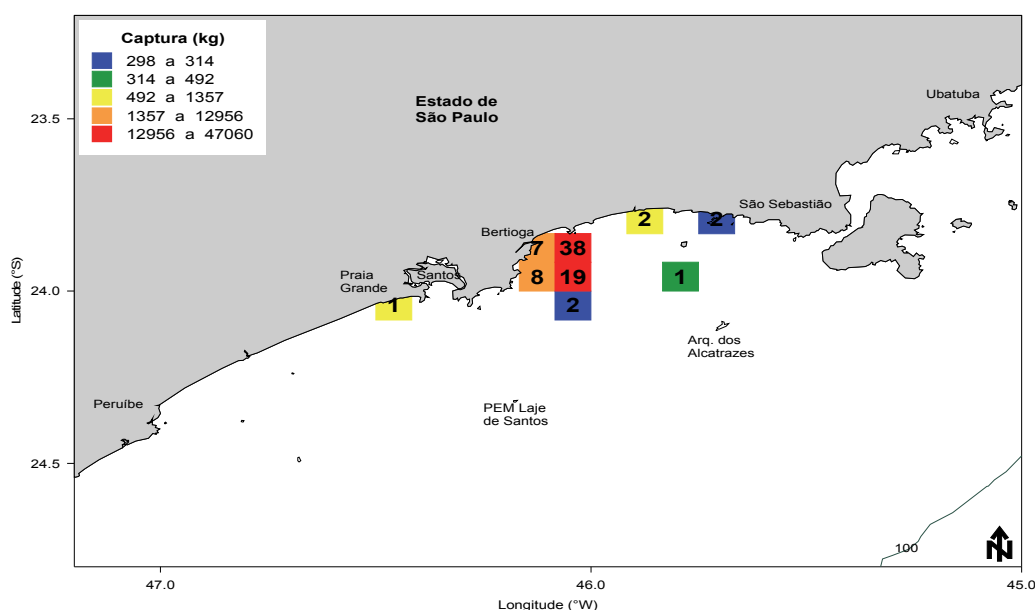 Captura (kg)
298 a 314
314 a 492
492 a 1357
1357 a 12956
12956 a 47060
Estado de
São Paulo
Ubatuba
23.5
São Sebastião
2
2
Bertioga
7
38
Praia
Grande
Santos
8
19
1
24.0
1
2
Arq. dos
Alcatrazes
Peruíbe
PEM Laje
de Santos
24.5
100
N
47.0
46.0
45.0
Longitude (°W)
Latitude (°S)